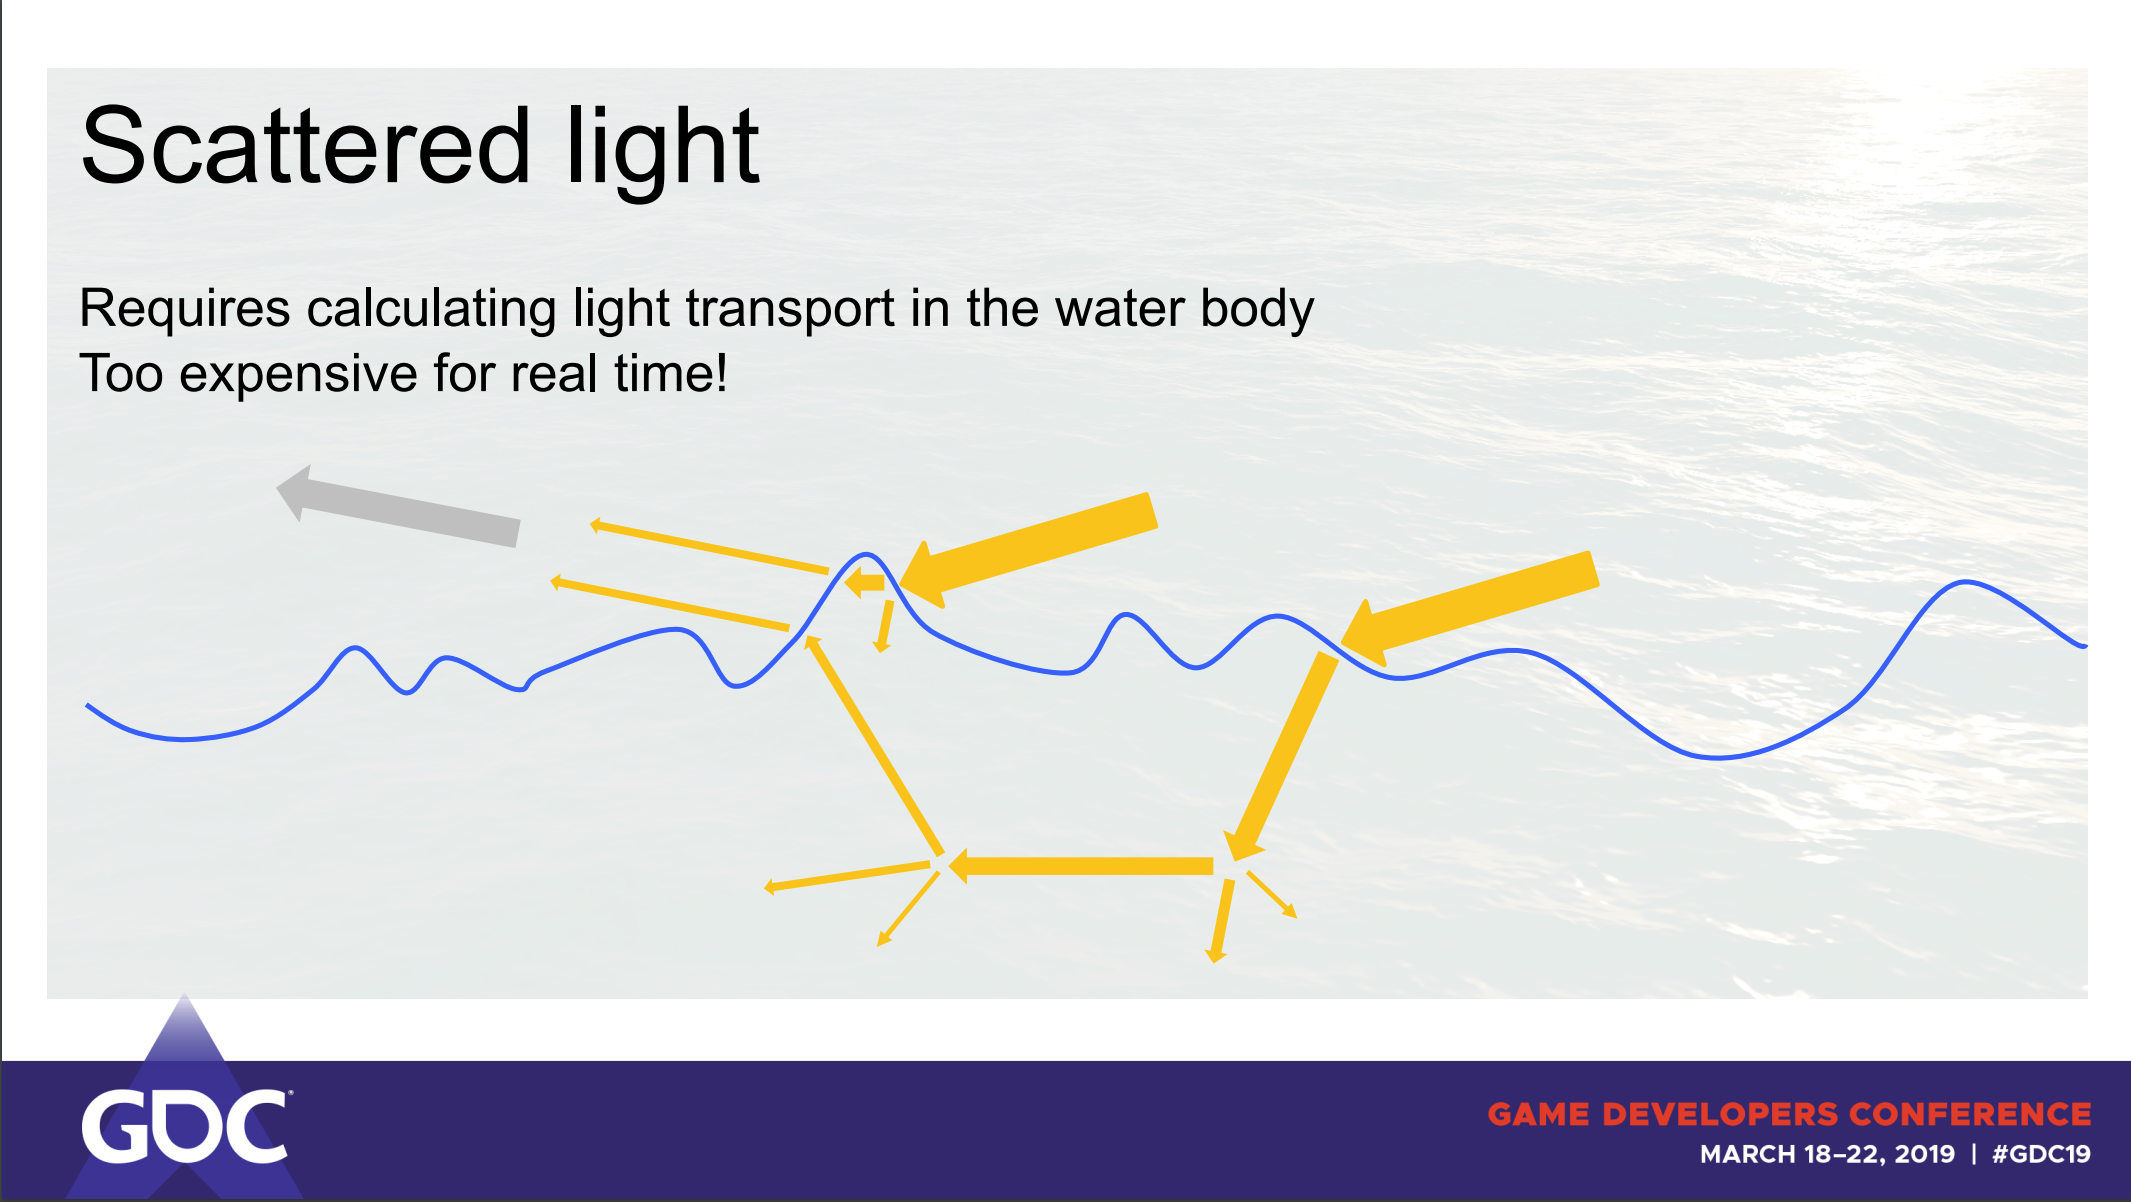 Scattered light
Requires calculating light transport in the water body
Too expensive for real time!
GDC
GAME DEVELOPERS CONFERENCE
MARCH 18–22, 2019 | #GDC19